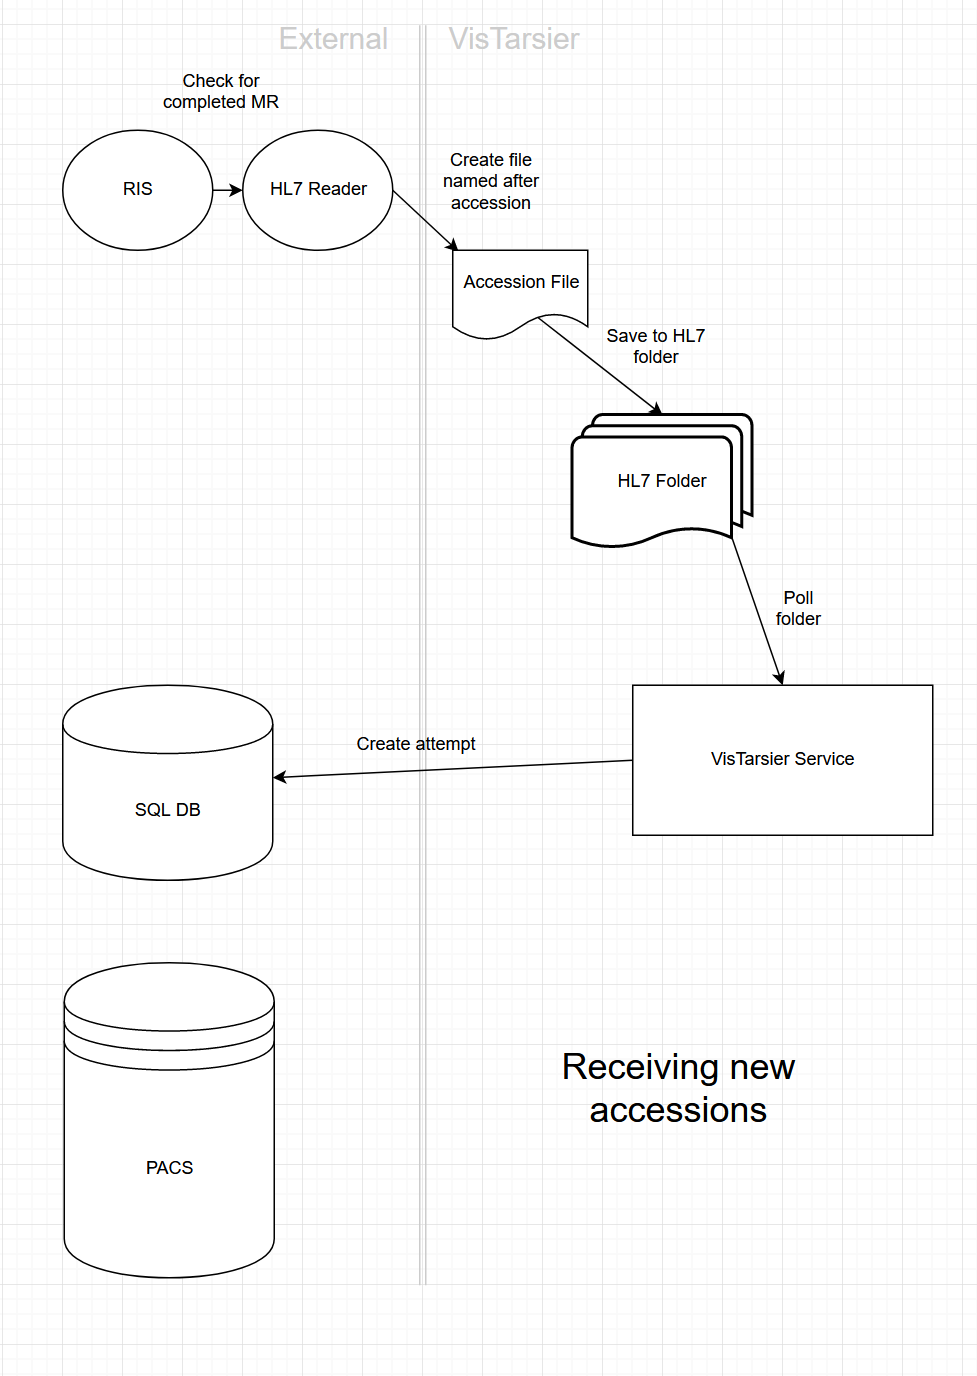 External
VisTarsier
Check for
completed MR
RIS
HL7 Reader
Create file
named after
accession
Accession File
Save to HL7
folder
HL7 Folder
Poll
folder
Create attempt
VisTarsier Service
SQL DB
Receiving new
accessions
PACS